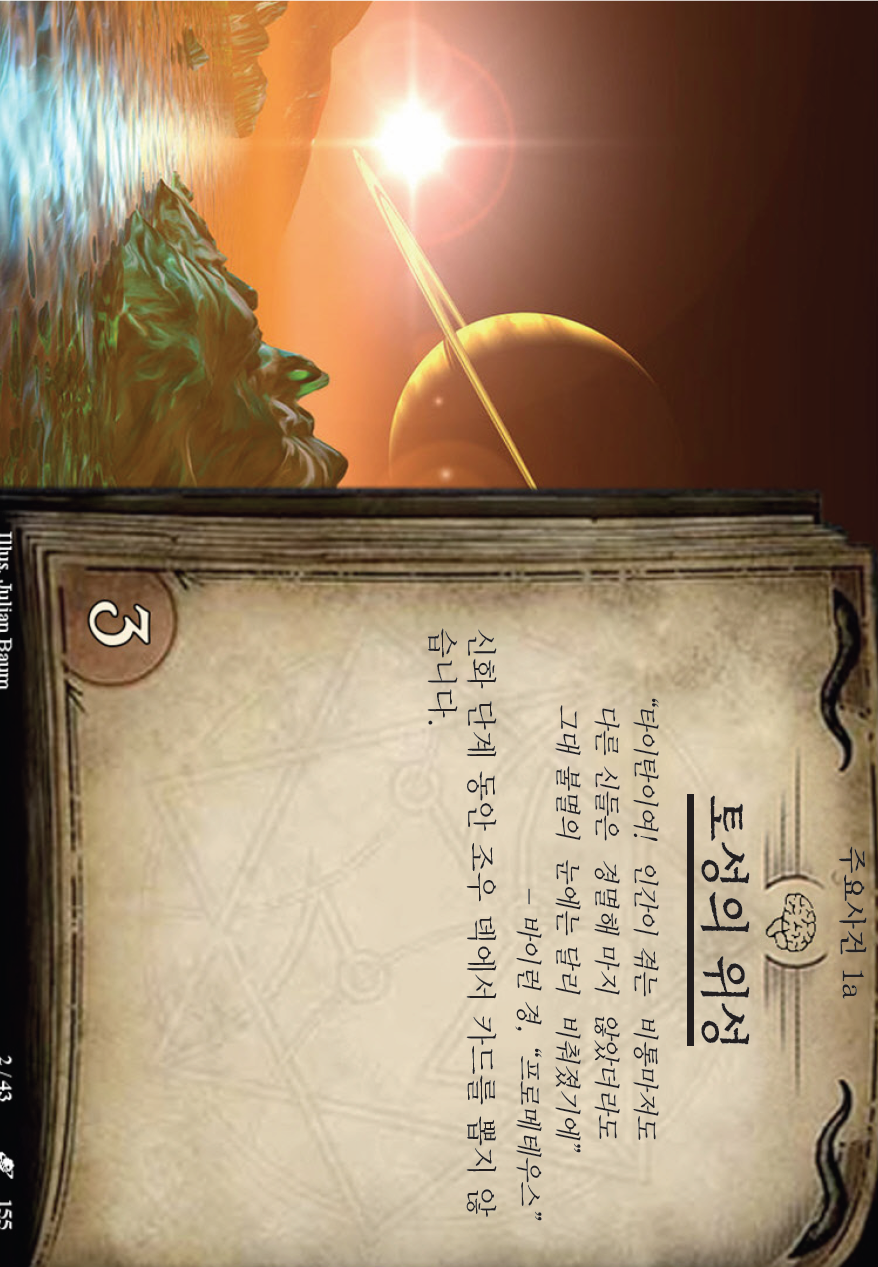 주요사건 1a
토성의 위성
“타이탄이여! 인간이 겪는 비통마저도
다른 신들은 경멸해 마지 않았더라도
그대 불멸의 눈에는 달리 비춰졌기에”
– 바이런 경, “프로메테우스”
신화 단계 동안 조우 덱에서 카드를 뽑지 않
습니다.
3
Illus. Julian Baum
2/43
155